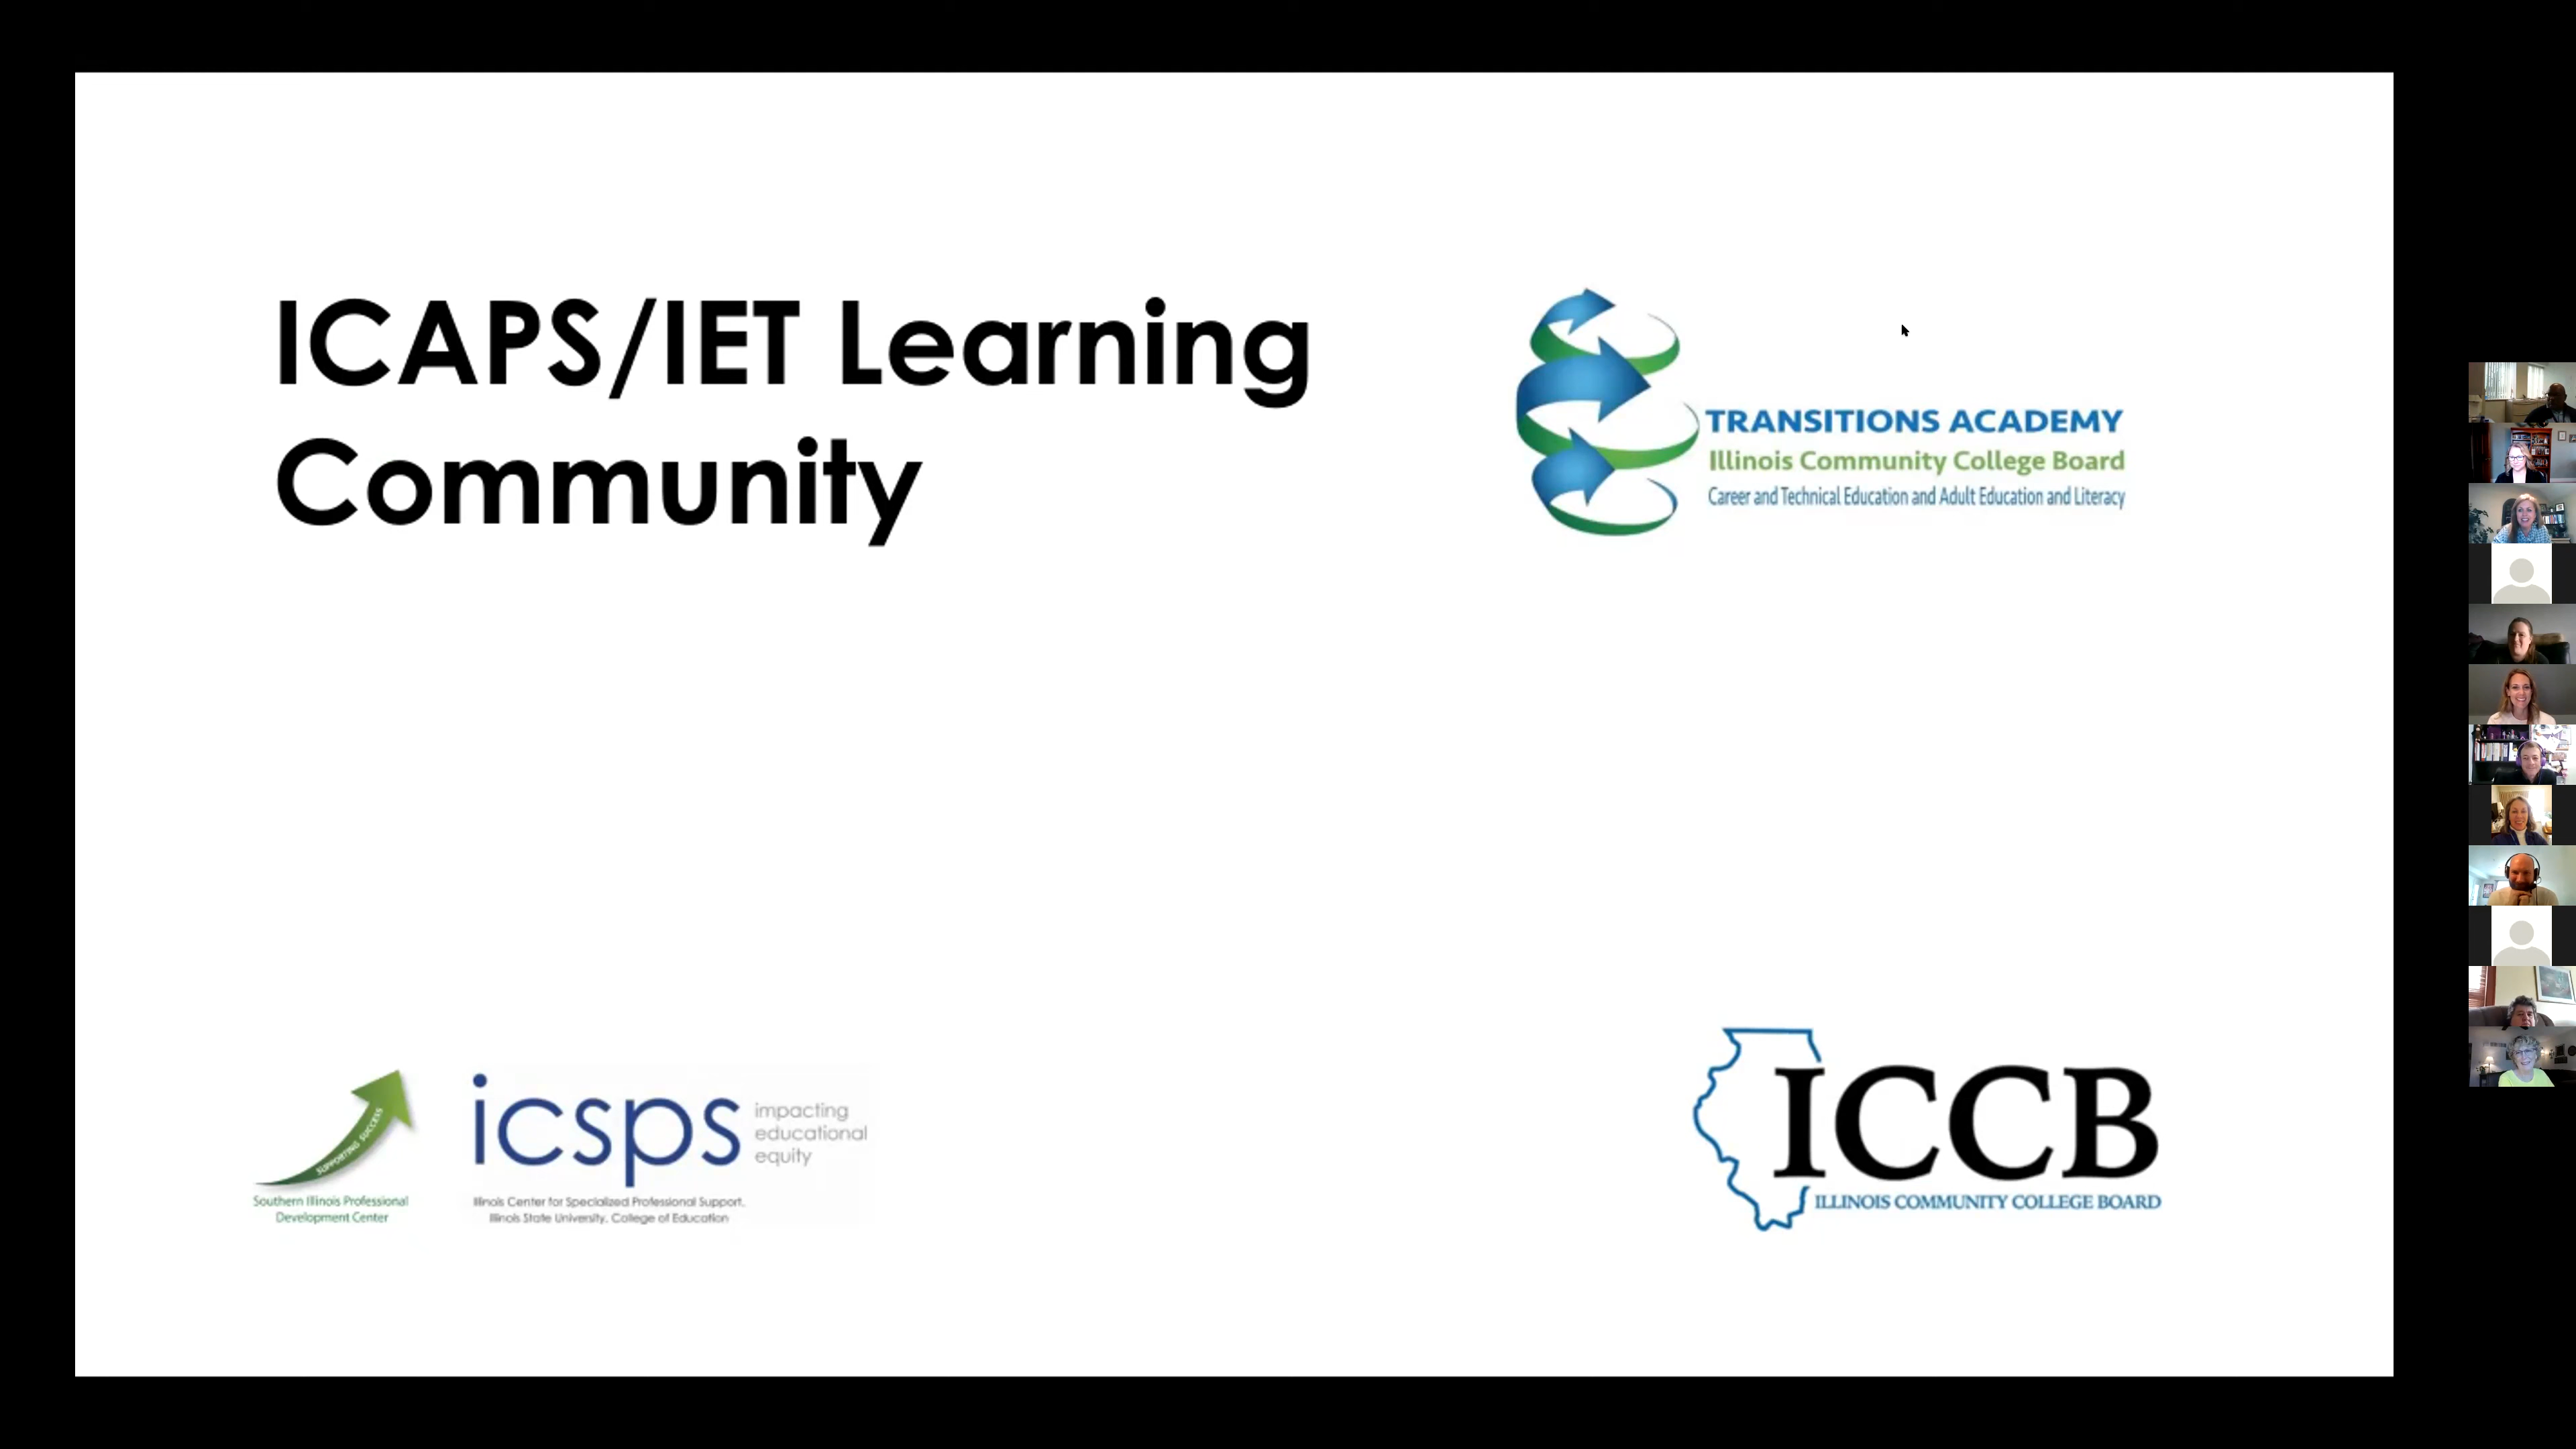 ICAPS/IET Learning
Community
TRANSITIONS ACADEMY
Illinois Community College Board
Career and Technical Education and Adult Education and Literacy
SUPPORTING SUCCESS
Southern Illinois Professional
Development Center
icsps
impacting
educational
equity
Illinois Center for Specialized Professional Support,
Illinois State University, College of Education
ICCB
ILLINOIS COMMUNITY COLLEGE BOARD